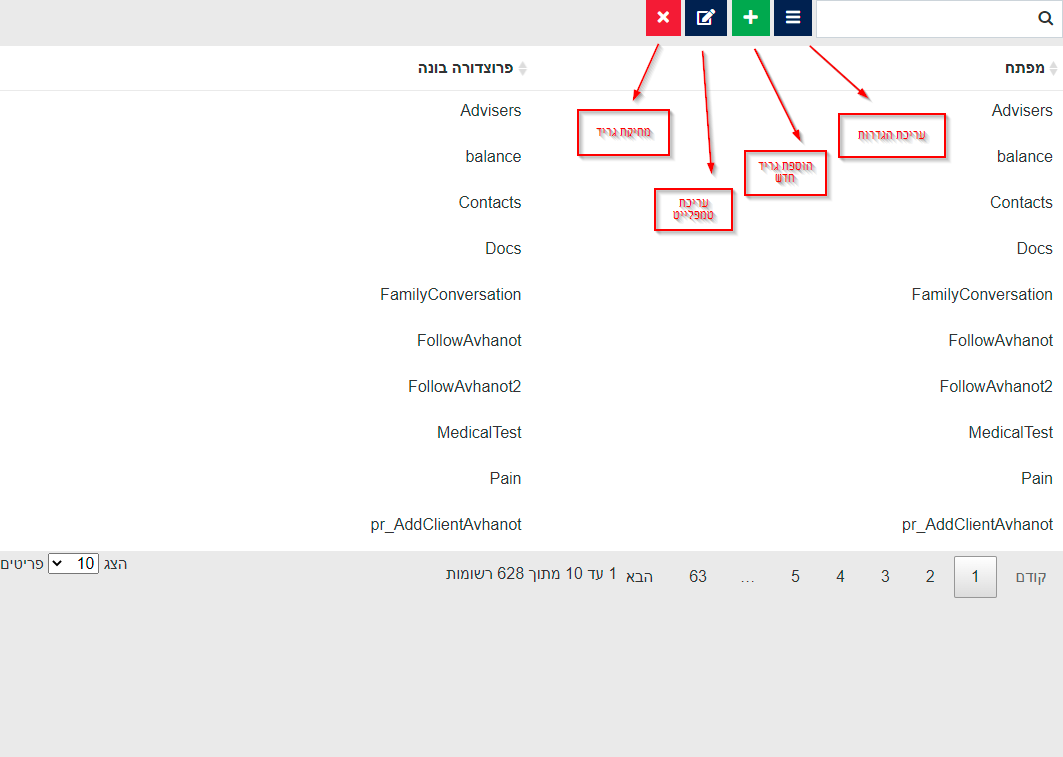 עריכת הגדרות
הוספת גריד
חדש
עריכת
טמפלייט
מחיקת גריד
מפתח פרוצדורה בונה
Advisers Advisers
balance balance
Contacts Contacts
Docs Docs
FamilyConversation FamilyConversation
FollowAvhanot FollowAvhanot
FollowAvhanot2 FollowAvhanot2
MedicalTest MedicalTest
Pain Pain
pr_AddClientAvhanot pr_AddClientAvhanot
קודם 1 2 3 4 5 … 63 הבא 1 עד 10 מתוך 628 רשומות
הצג 10 פריטים